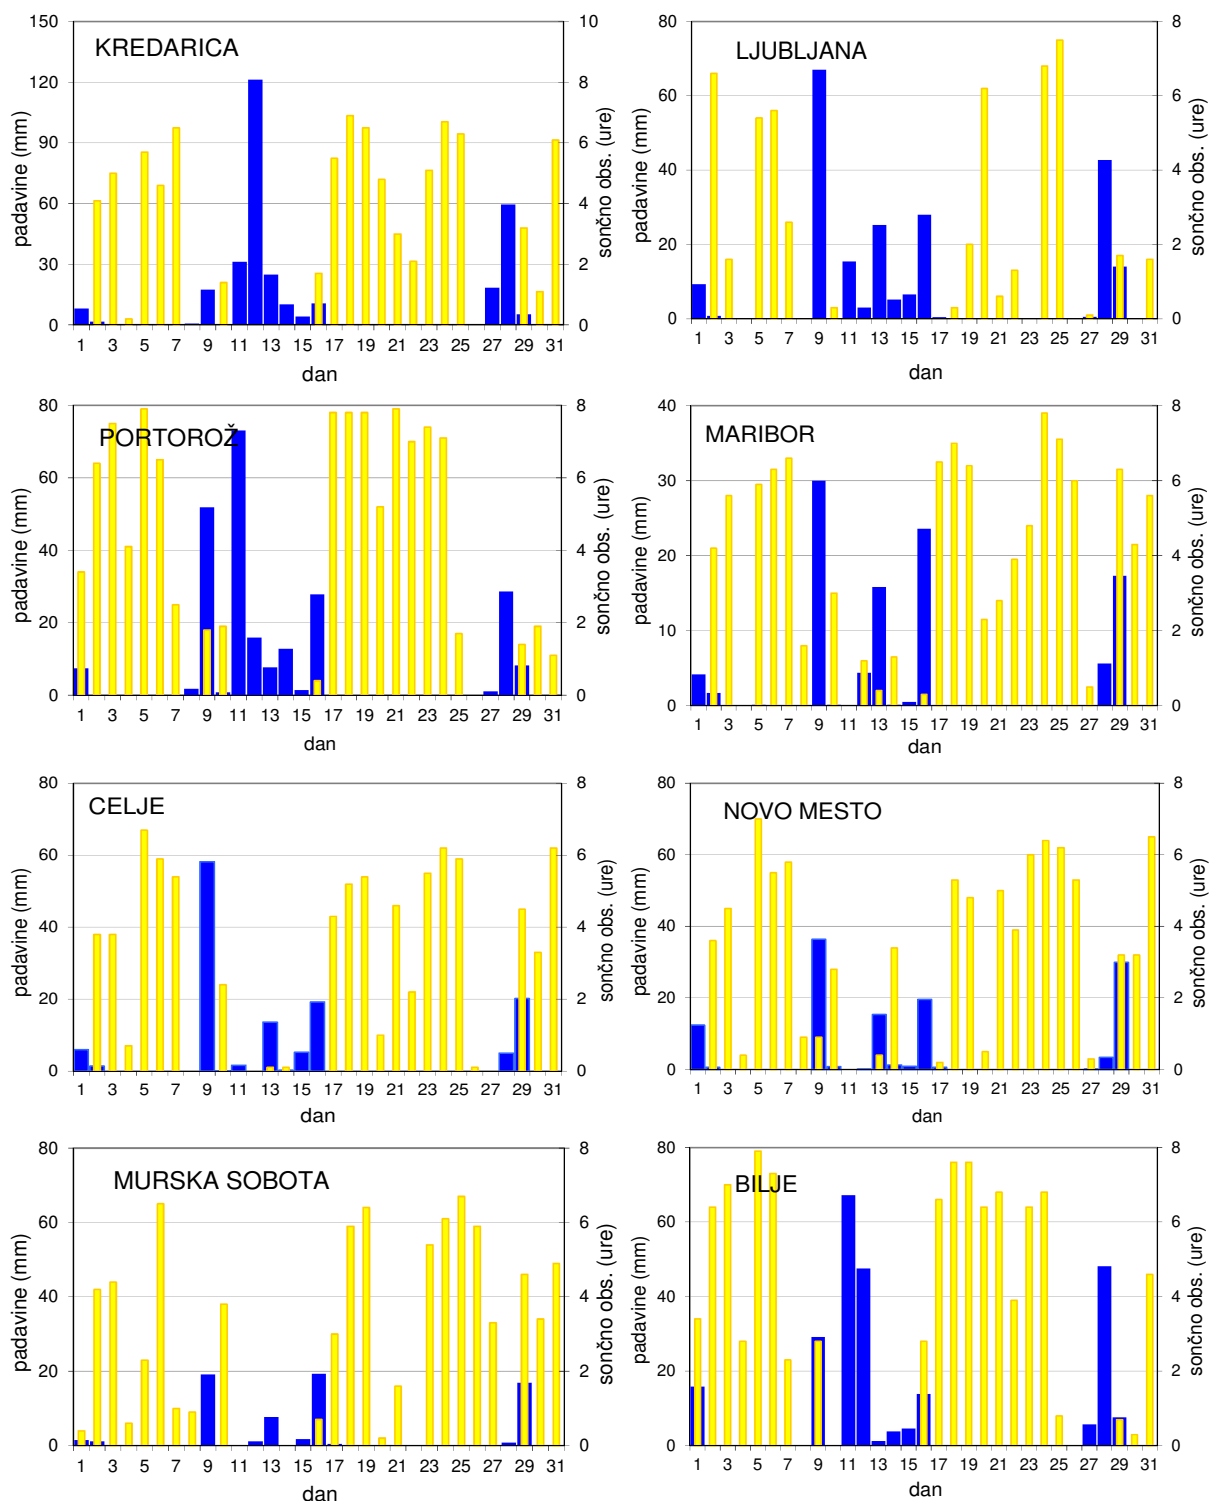 KREDARICA
padavine (mm)
150
120
90
60
30
0
10
8
6
4
2
0
sončno obs. (ure)
1 3 5 7 9 11 13 15 17 19 21 23 25 27 29 31
dan
LJUBLJANA
padavine (mm)
80
60
40
20
0
8
6
4
2
0
sončno obs. (ure)
1 3 5 7 9 11 13 15 17 19 21 23 25 27 29 31
dan
PORTOROŽ
padavine (mm)
80
60
40
20
0
8
6
4
2
0
sončno obs. (ure)
1 3 5 7 9 11 13 15 17 19 21 23 25 27 29 31
dan
MARIBOR
padavine (mm)
40
30
20
10
0
8
6
4
2
0
sončno obs. (ure)
1 3 5 7 9 11 13 15 17 19 21 23 25 27 29 31
dan
CELJE
padavine (mm)
80
60
40
20
0
8
6
4
2
0
sončno obs. (ure)
1 3 5 7 9 11 13 15 17 19 21 23 25 27 29 31
dan
NOVO MESTO
padavine (mm)
80
60
40
20
0
8
6
4
2
0
sončno obs. (ure)
1 3 5 7 9 11 13 15 17 19 21 23 25 27 29 31
dan
MURSKA SOBOTA
padavine (mm)
80
60
40
20
0
8
6
4
2
0
sončno obs. (ure)
1 3 5 7 9 11 13 15 17 19 21 23 25 27 29 31
dan
BILJE
padavine (mm)
80
60
40
20
0
8
6
4
2
0
sončno obs. (ure)
1 3 5 7 9 11 13 15 17 19 21 23 25 27 29 31
dan